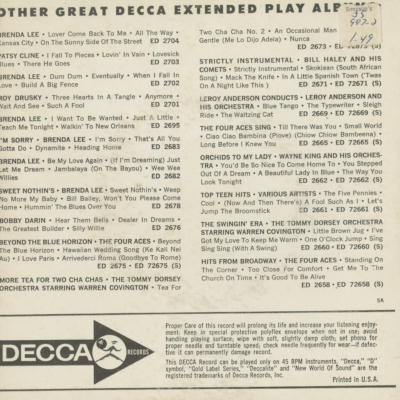 OTHER GREAT DECCA EXTENDED PLAY ALBUMS
BRENDA LEE • Lover Come Back To Me • All the Way •
Kansas City • On The Sunny Side Of The Street ED 2704
PATSY CLINE • I Fall To Pieces • Lovin' In Vain • Lovesick
Blues • There He Goes ED 2703
BRENDA LEE • Dum Dum • Eventually • When I Fall In
Love • Build A Big Fence ED 2702
ROY DRUSKY • Three Hearts In A Tangle • Anymore •
Wait And See • Such A Fool ED 2701
BRENDA LEE • I Want To Be Wanted • Just A Little •
Teach Me Tonight • Walkin' To New Orleans ED 2695
I'M SORRY • BRENDA LEE • I'm Sorry • That's All You
Gotta Do • Dynamite • Heading Home ED 2683
BRENDA LEE • Be My Love Again • (If I'm Dreaming) Just
Let Me Dream • Jambalaya (On The Bayou) • Wee Wee
Willies ED 2682
SWEET NOTHIN'S • BRENDA LEE • Sweet Nothin's • Weep
No More My Baby • Bill Bailey, Won't You Please Come
Home • Hummin' The Blues Over You ED 2678
BOBBY DARIN • Hear Them Bells • Dealer In Dreams •
The Greatest Builder • Silly Willie ED 2676
BEYOND THE BLUE HORIZON • THE FOUR ACES • Beyond
The Blue Horizon • Hawaiian Wedding Song (Ke Kali Nei
Au) • I Love Paris • Arrivederci Roma (Goodbye To Rome)
ED 2675 • ED 72675 (S)
MORE TEA FOR TWO CHA CHAS • THE TOMMY DORSEY
ORCHESTRA STARRING WARREN COVINGTON • Tea For
Two Cha Cha No. 2 • An Occasional Man
Gentle (Me Lo Dijo Adela) • Nunca
ED 2673 • ED 72673 (S)
STRICTLY INSTRUMENTAL • BILL HALEY AND HIS
COMETS • Strictly Instrumental • Skokiaan (South African
Song) • Mack The Knife • In A Little Spanish Town ('Twas
On A Night Like This) ED 2671 • ED 72671 (S)
LEROY ANDERSON CONDUCTS • LEROY ANDERSON AND
HIS ORCHESTRA • Blue Tango • The Typewriter • Sleigh
Ride • The Waltzing Cat ED 2669 • ED 72669 (S)
THE FOUR ACES SING • Till There Was You • Small World
• Ciao Ciao Bambina (Piove) (Chow Chow Bambeena) •
Long Before I Knew You ED 2665 • ED 72665 (S)
ORCHIDS TO MY LADY • WAYNE KING AND HIS ORCHES-
TRA • You'd Be So Nice To Come Home To • You Stepped
Out Of A Dream • A Beautiful Lady In Blue • The Way You
Look Tonight ED 2662 • ED 72662 (S)
TOP TEEN HITS • VARIOUS ARTISTS • The Five Pennies •
Cool • (Now And Then There's) A Fool Such As I • Let's
Jump The Broomstick ED 2661 • ED 72661 (S)
THE SWINGIN' ERA • THE TOMMY DORSEY ORCHESTRA
STARRING WARREN COVINGTON • Little Brown Jug • I've
Got My Love To Keep Me Warm • One O'Clock Jump • Sing
Sing Sing (With A Swing) ED 2660 • ED 72660 (S)
HITS FROM BROADWAY • THE FOUR ACES • Standing On
The Corner • Too Close For Comfort • Get Me To The
Church On Time • It's Good To Be Alive
ED 2658 • ED 72658 (S)
5A
1.49
DECCA
RECORDS
Proper Care of this record will prolong its life and increase your listening enjoy-
ment: Keep in special protective polyflex envelope when not in use; avoid
handling playing surface; wipe with soft, slightly damp cloth; set phono for
proper needle and turntable speed; check needle frequently for wear—if defec-
tive it can permanently damage record.
This DECCA Record can be played only on 45 RPM instruments, "Decca," "D"
symbol, "Gold Label Series," "Deccalite" and "New World Of Sound" are the
registered trademarks of Decca Records, Inc.
Printed in U.S.A.